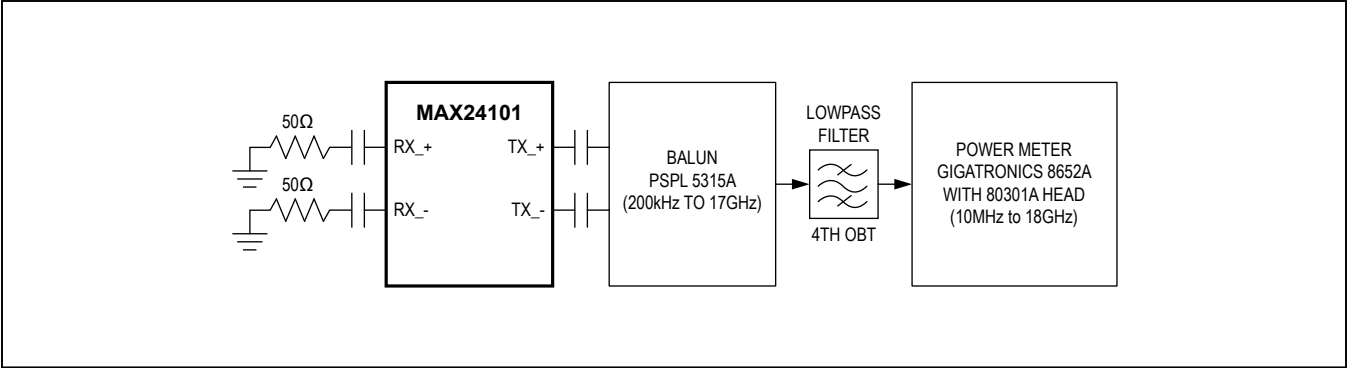 50Ω
50Ω
MAX24101
RX_+
TX_+
RX_-
TX_-
BALUN
PSPL 5315A
(200kHz TO 17GHz)
LOWPASS
FILTER
4TH OBT
POWER METER
GIGATRONICS 8652A
WITH 80301A HEAD
(10MHz to 18GHz)